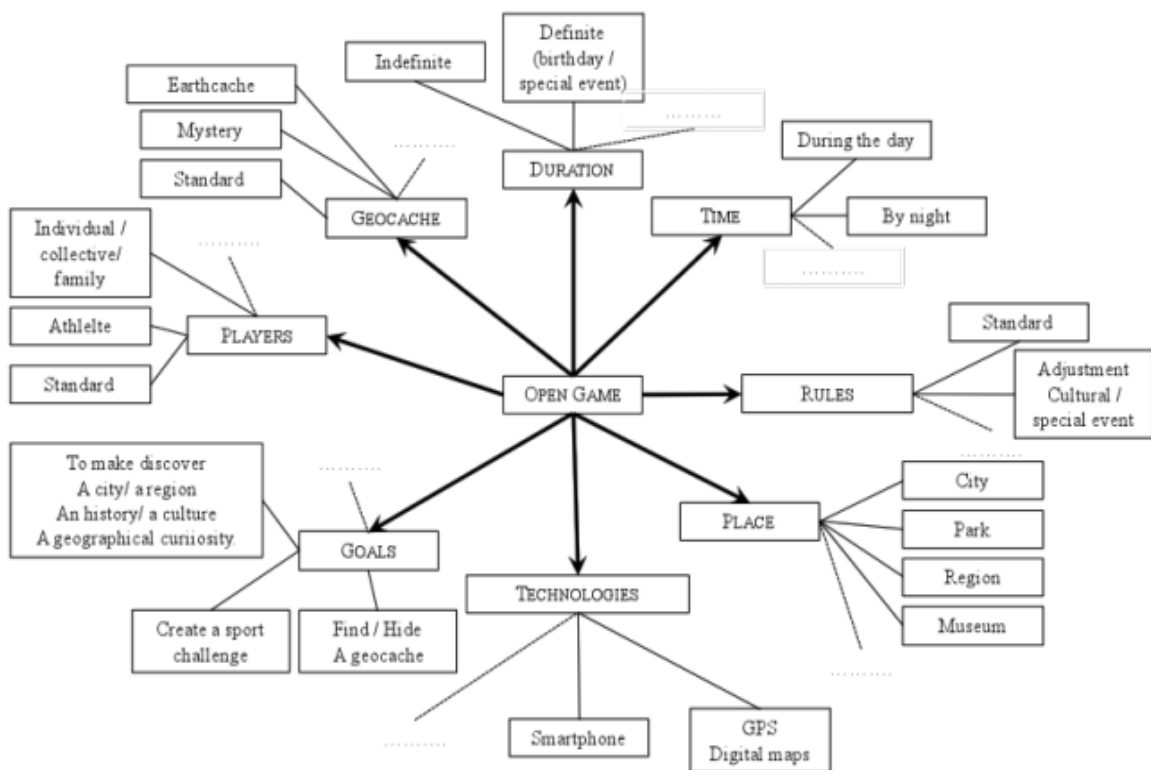 Definite
(birthday /
special event)
Indefinite
Earthcache
Mystery
Standard
..........
.........
DURATION
GEOCACHE
During the day
TIME
By night
..........
Individual /
collective/
family
..........
Athlelte
PLAYERS
Standard
OPEN GAME
Standard
RULES
Adjustment
Cultural /
special event
..........
To make discover
A city/ a region
An history/ a culture
A geographical curiiosity.
..........
GOALS
Create a sport
challenge
Find / Hide
A geocache
TECHNOLOGIES
..........
Smartphone
GPS
Digital maps
PLACE
City
Park
Region
Museum
..........